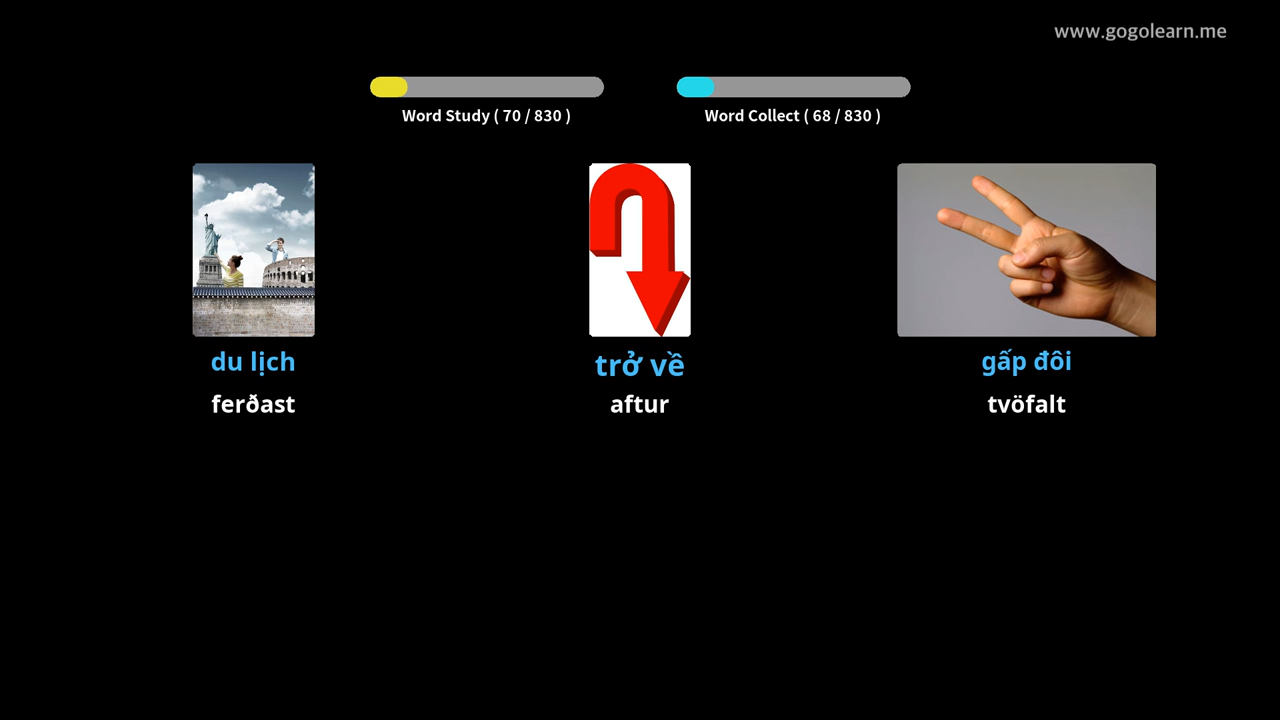 www.gogolearn.me
Word Study ( 70 / 830 )
Word Collect ( 68 / 830 )
du lịch
trở về
gấp đôi
ferðast
aftur
tvöfalt